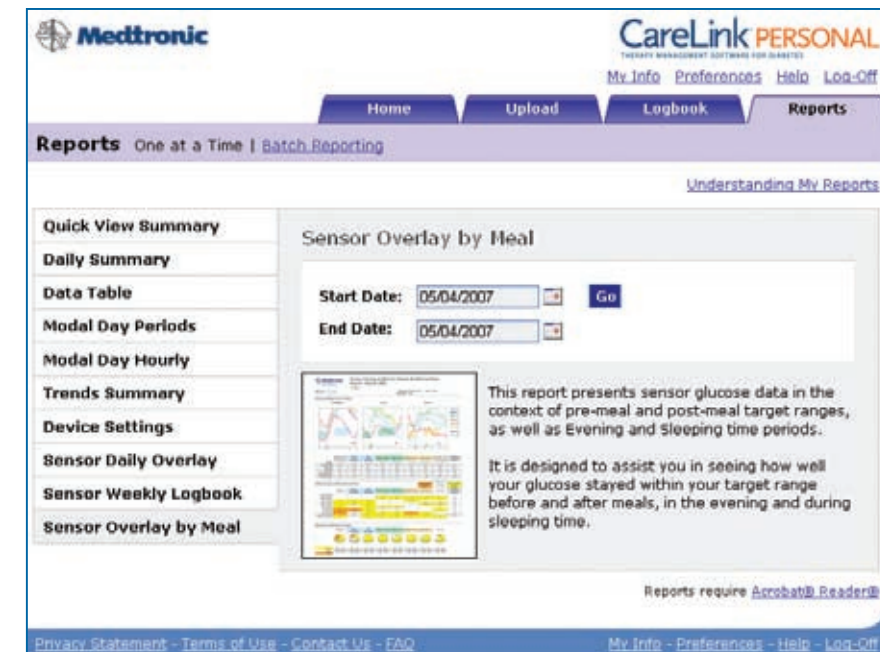 Medtronic
CareLink PERSONAL
THERAPY MANAGEMENT SOFTWARE FOR DIABETES
My Info Preferences Help Log-Off
Home Upload Logbook Reports
Reports One at a Time | Batch Reporting
Understanding My Reports
Quick View Summary
Daily Summary
Data Table
Modal Day Periods
Modal Day Hourly
Trends Summary
Device Settings
Sensor Daily Overlay
Sensor Weekly Logbook
Sensor Overlay by Meal
Sensor Overlay by Meal
Start Date: 05/04/2007 Go
End Date: 05/04/2007
This report presents sensor glucose data in the
context of pre-meal and post-meal target ranges,
as well as Evening and Sleeping time periods.
It is designed to assist you in seeing how well
your glucose stayed within your target range
before and after meals, in the evening and during
sleeping time.
Reports require Acrobat® Reader®
Privacy Statement - Terms of Use - Contact Us - FAQ My Info - Preferences - Help - Log-Off